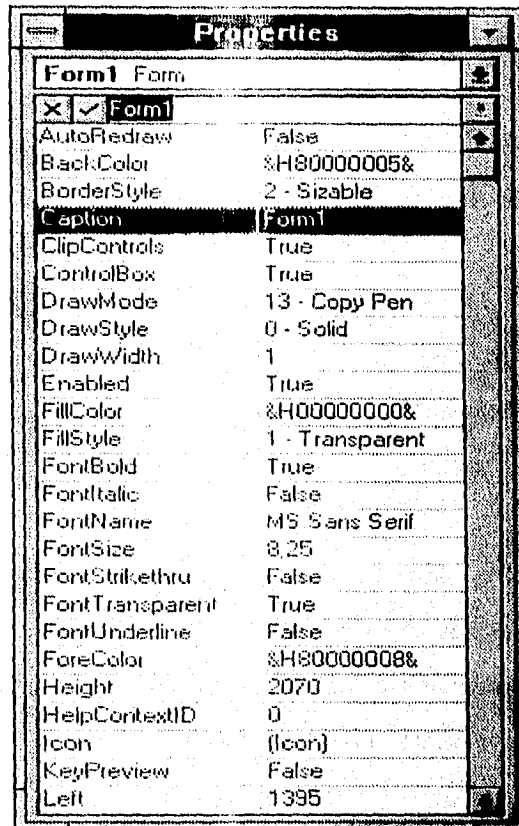 Properties
Form1 Form
Form1
AutoRedraw False
BackColor &H80000005&
BorderStyle 2 - Sizable
Caption Form1
ClipControls True
ControlBox True
DrawMode 13 - Copy Pen
DrawStyle 0 - Solid
DrawWidth 1
Enabled True
FillColor &H00000000&
FillStyle 1 - Transparent
FontBold True
FontItalic False
FontName MS Sans Serif
FontSize 8,25
FontStrikethru False
FontTransparent True
FontUnderline False
ForeColor &H80000008&
Height 2070
HelpContextID 0
Icon (Icon)
KeyPreview False
Left 1395